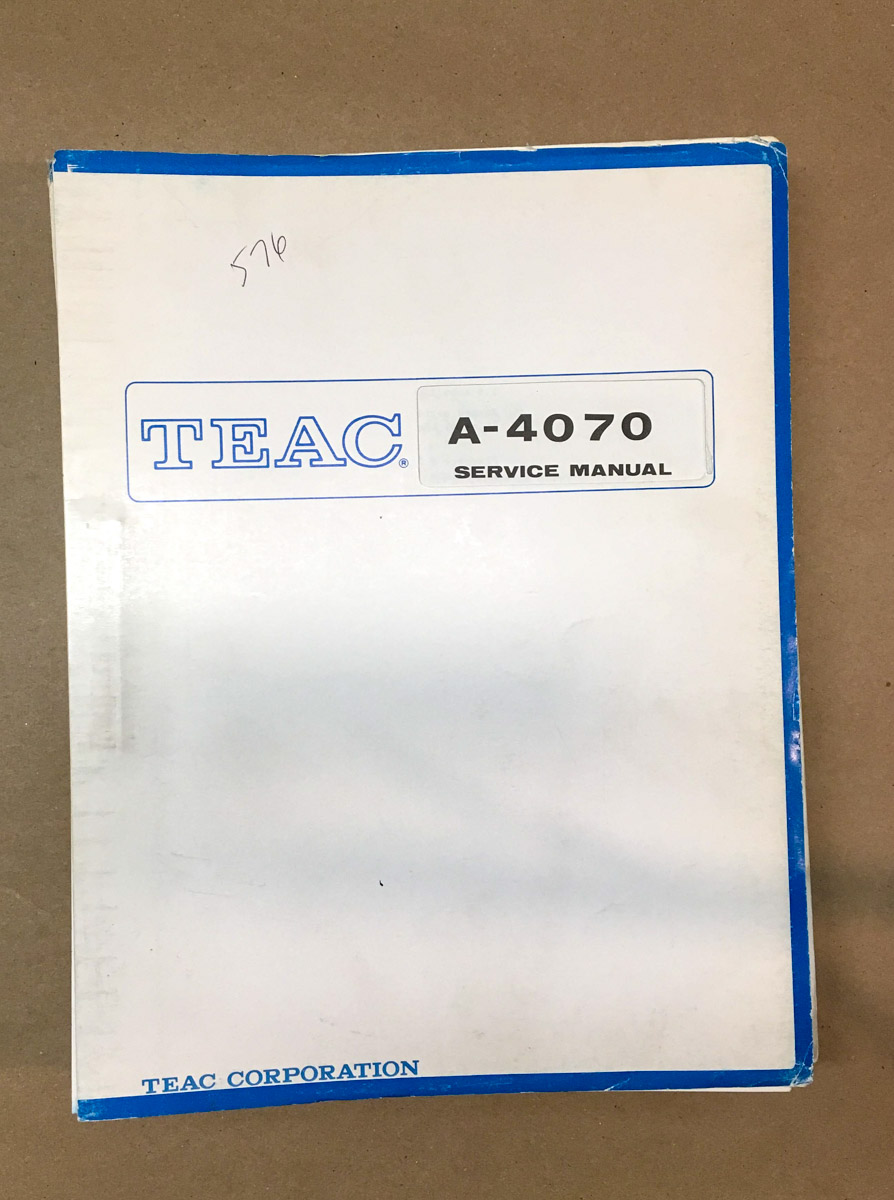 576
TEAC®
A-4070
SERVICE MANUAL
TEAC CORPORATION